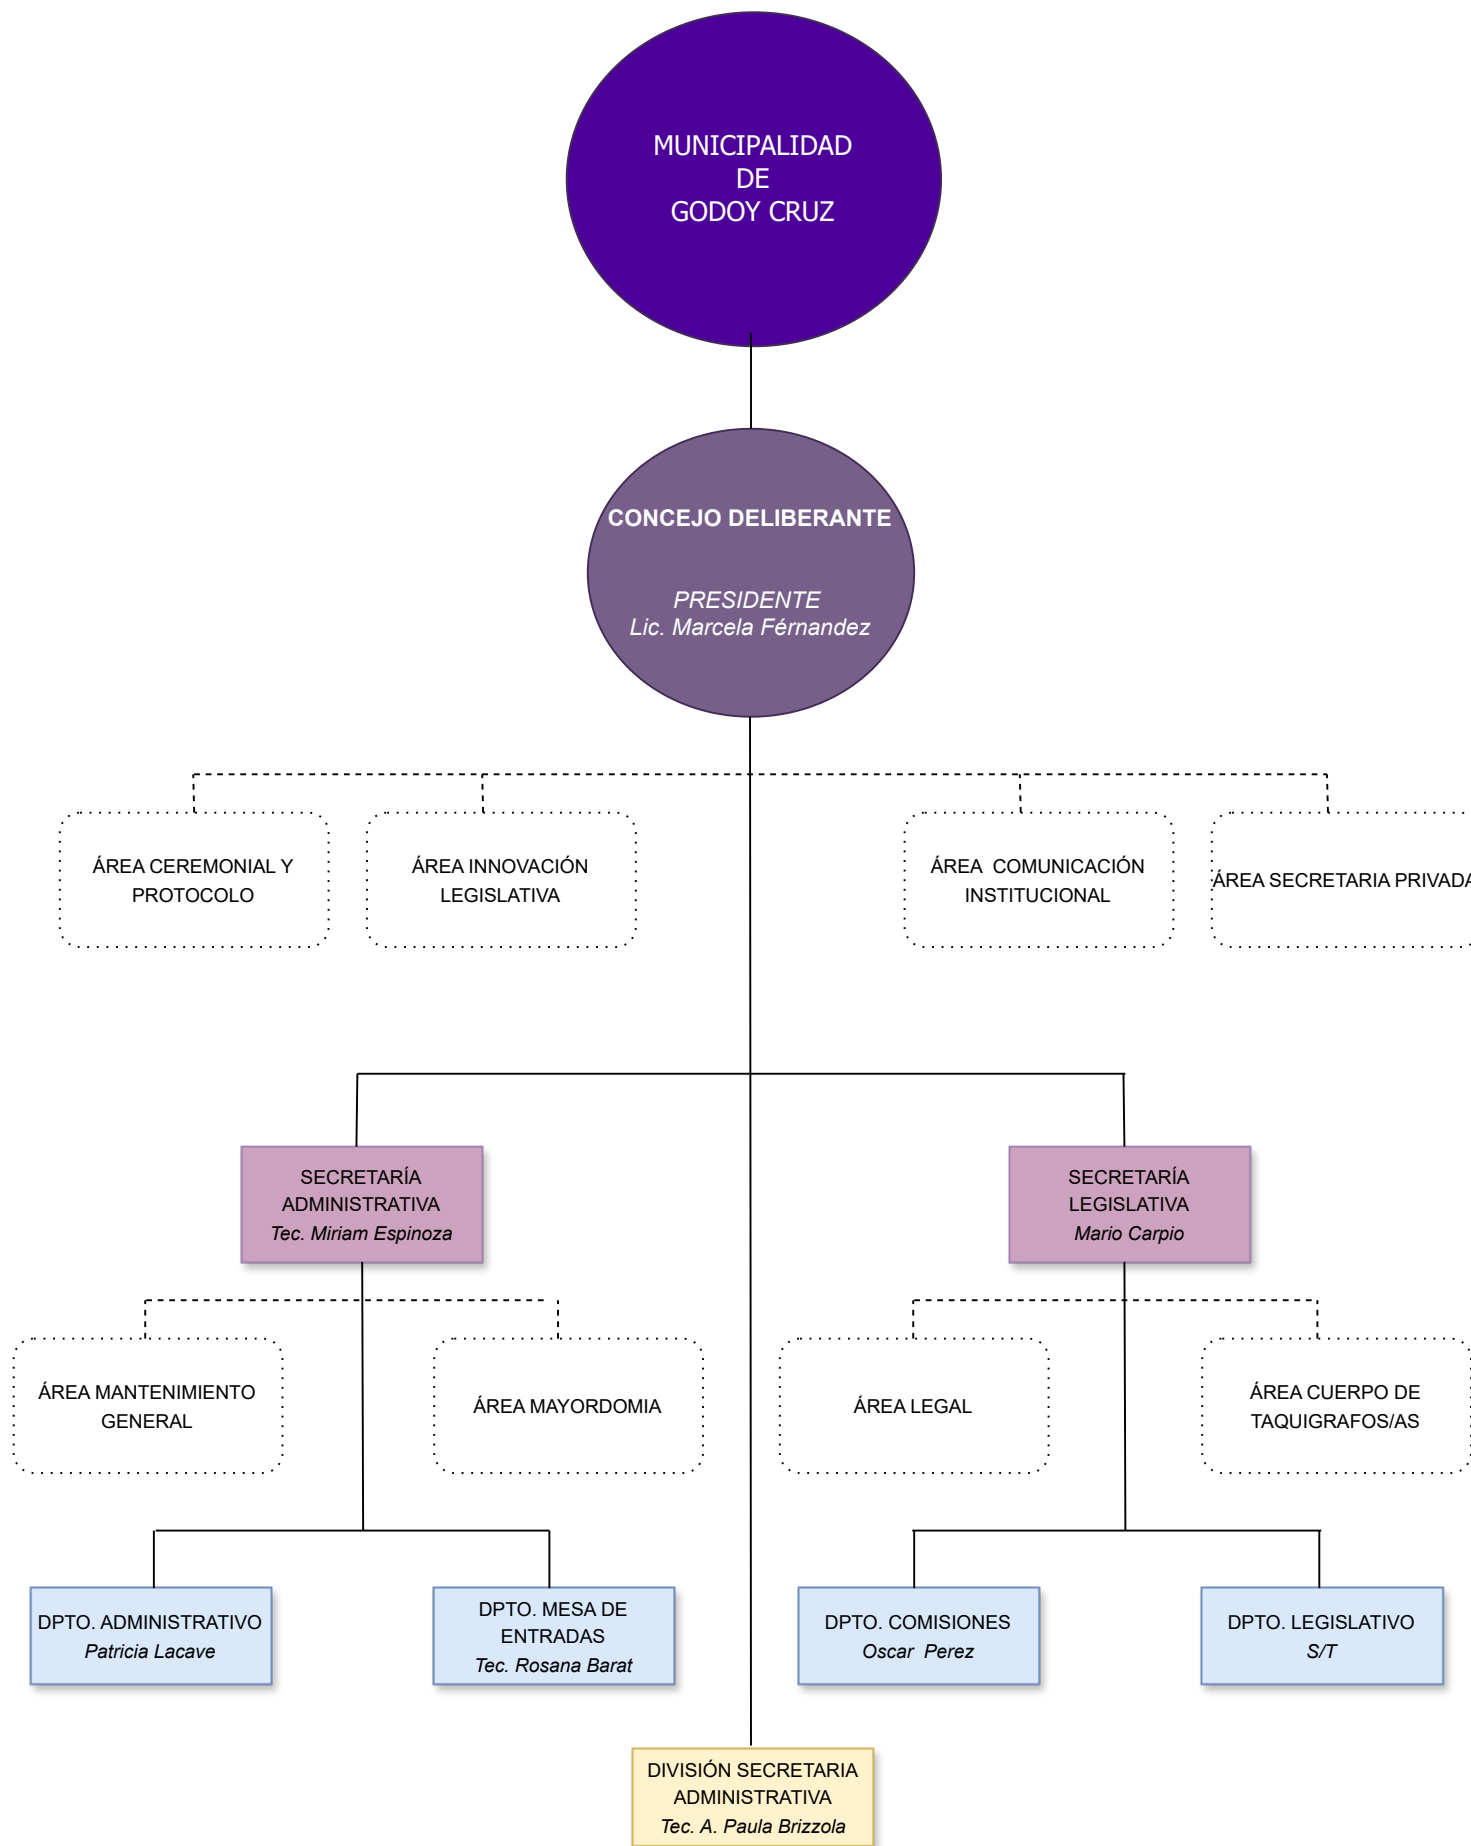 MUNICIPALIDAD
DE
GODOY CRUZ
CONCEJO DELIBERANTE
PRESIDENTE
Lic. Marcela Férnandez
ÁREA CEREMONIAL Y
PROTOCOLO
ÁREA INNOVACIÓN
LEGISLATIVA
ÁREA  COMUNICACIÓN
INSTITUCIONAL
ÁREA SECRETARIA PRIVADA
SECRETARÍA
ADMINISTRATIVA
Tec. Miriam Espinoza
SECRETARÍA
LEGISLATIVA
Mario Carpio
ÁREA MANTENIMIENTO
GENERAL
ÁREA MAYORDOMIA
ÁREA LEGAL
ÁREA CUERPO DE
TAQUIGRAFOS/AS
DPTO. ADMINISTRATIVO
Patricia Lacave
DPTO. MESA DE
ENTRADAS
Tec. Rosana Barat
DPTO. COMISIONES
Oscar  Perez
DPTO. LEGISLATIVO
S/T
DIVISIÓN SECRETARIA
ADMINISTRATIVA
Tec. A. Paula Brizzola